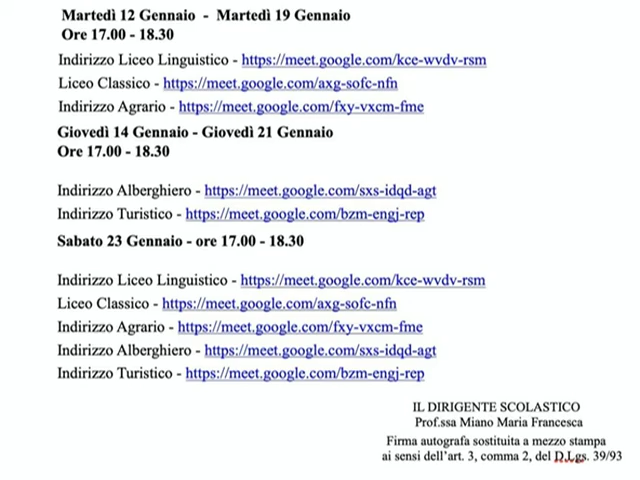 Martedì 12 Gennaio - Martedì 19 Gennaio
Ore 17.00 - 18.30
Indirizzo Liceo Linguistico - https://meet.google.com/kce-wvdv-rsm
Liceo Classico - https://meet.google.com/axg-sofc-nfn
Indirizzo Agrario - https://meet.google.com/fxy-vxcm-fme
Giovedì 14 Gennaio - Giovedì 21 Gennaio
Ore 17.00 - 18.30
Indirizzo Alberghiero - https://meet.google.com/sxs-idqd-agt
Indirizzo Turistico - https://meet.google.com/bzm-engj-rep
Sabato 23 Gennaio - ore 17.00 - 18.30
Indirizzo Liceo Linguistico - https://meet.google.com/kce-wvdv-rsm
Liceo Classico - https://meet.google.com/axg-sofc-nfn
Indirizzo Agrario - https://meet.google.com/fxy-vxcm-fme
Indirizzo Alberghiero - https://meet.google.com/sxs-idqd-agt
Indirizzo Turistico - https://meet.google.com/bzm-engj-rep
IL DIRIGENTE SCOLASTICO
Prof.ssa Miano Maria Francesca
Firma autografa sostituita a mezzo stampa
ai sensi dell'art. 3, comma 2, del D.Lgs. 39/93